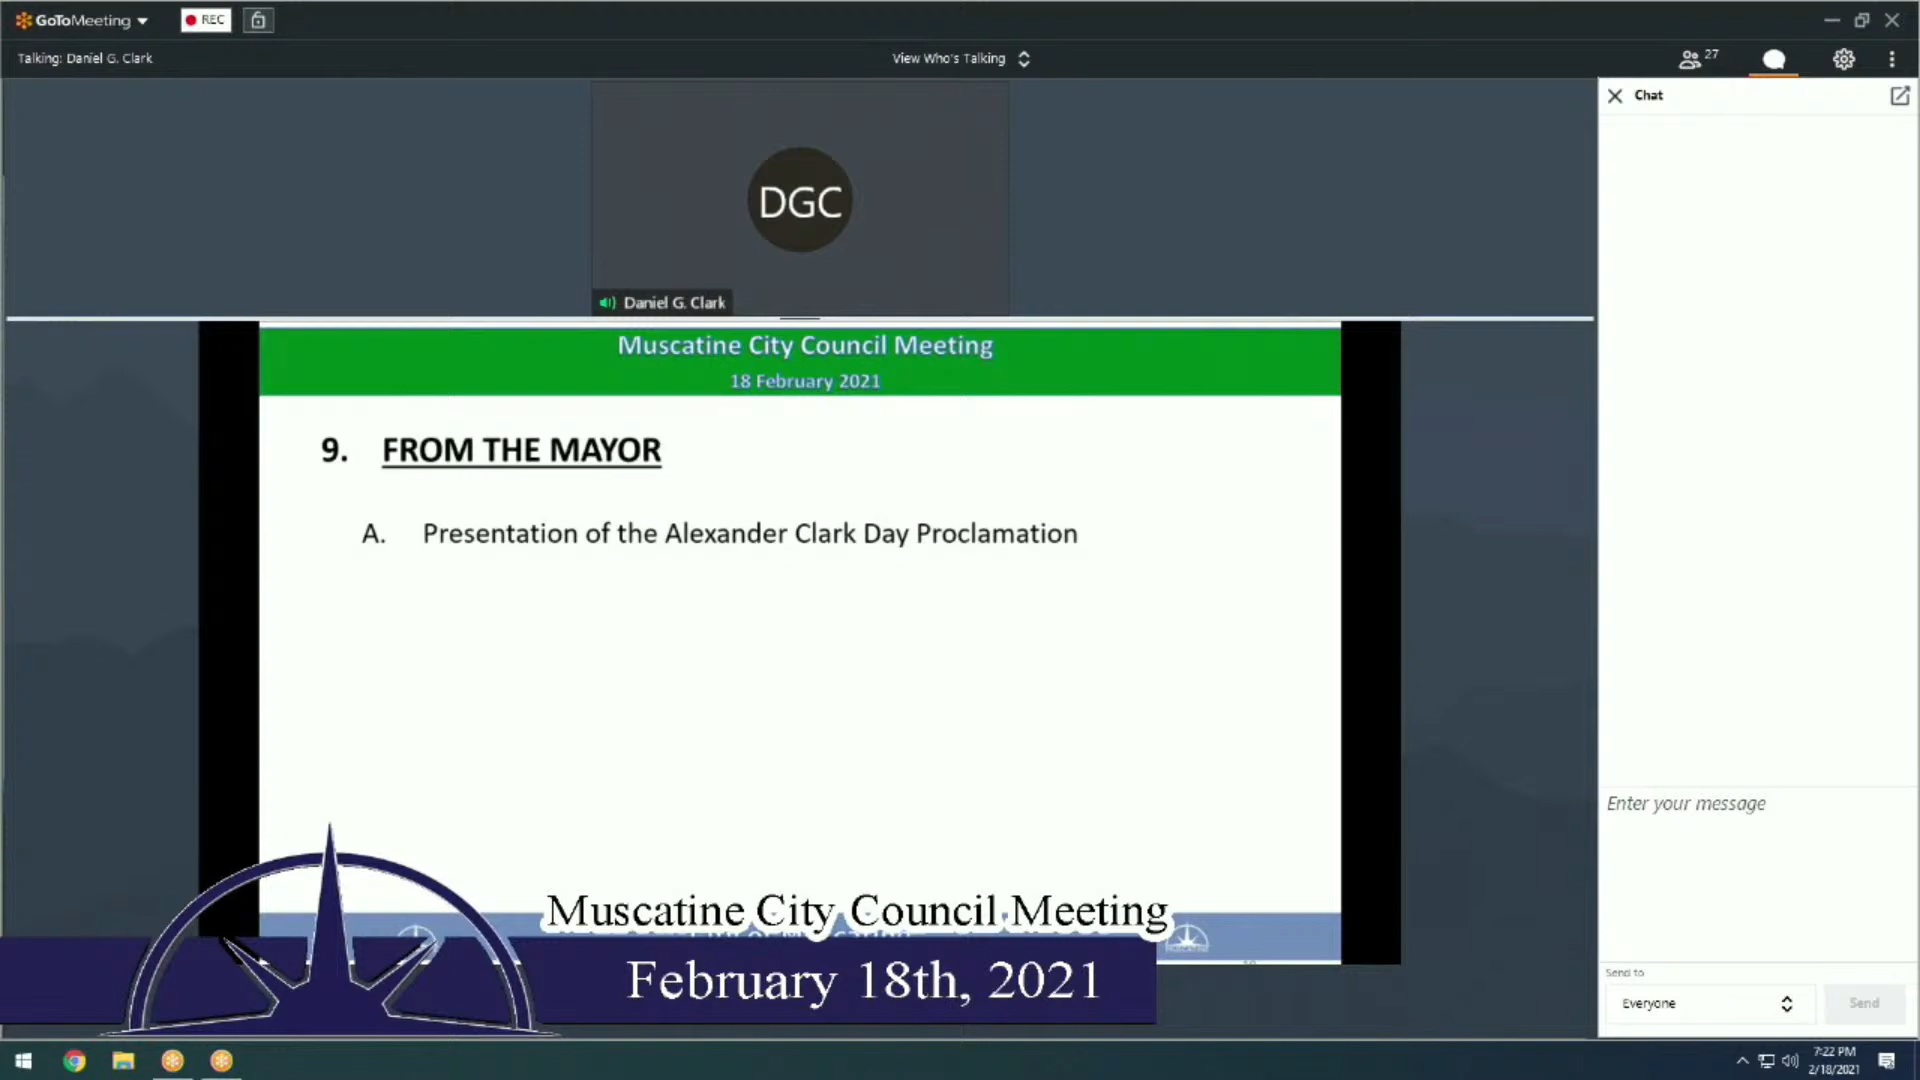 GoToMeeting
REC
Talking: Daniel G. Clark
View Who's Talking
27
Chat
DGC
Daniel G. Clark
Muscatine City Council Meeting
18 February 2021
9. FROM THE MAYOR
A. Presentation of the Alexander Clark Day Proclamation
Enter your message
Muscatine City Council Meeting
February 18th, 2021
Send to
Everyone
Send
7:22 PM
2/18/2021